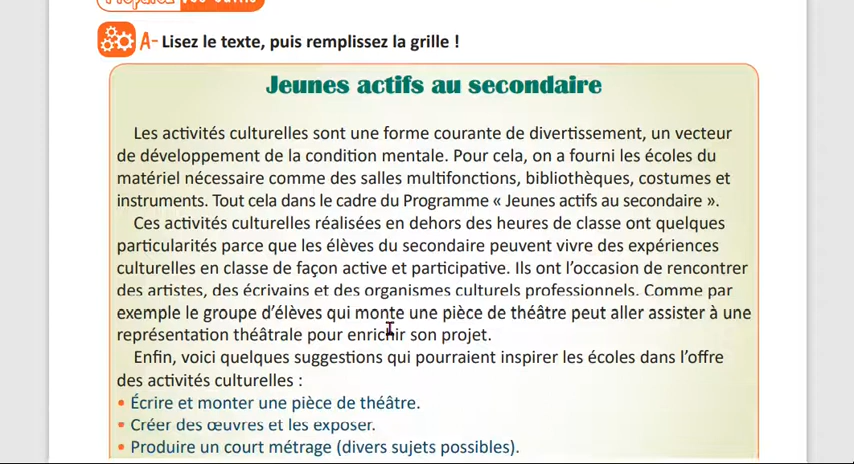 A- Lisez le texte, puis remplissez la grille !
Jeunes actifs au secondaire
Les activités culturelles sont une forme courante de divertissement, un vecteur
de développement de la condition mentale. Pour cela, on a fourni les écoles du
matériel nécessaire comme des salles multifonctions, bibliothèques, costumes et
instruments. Tout cela dans le cadre du Programme « Jeunes actifs au secondaire ».
Ces activités culturelles réalisées en dehors des heures de classe ont quelques
particularités parce que les élèves du secondaire peuvent vivre des expériences
culturelles en classe de façon active et participative. Ils ont l'occasion de rencontrer
des artistes, des écrivains et des organismes culturels professionnels. Comme par
exemple le groupe d'élèves qui monte une pièce de théâtre peut aller assister à une
représentation théâtrale pour enrichir son projet.
Enfin, voici quelques suggestions qui pourraient inspirer les écoles dans l'offre
des activités culturelles :
• Écrire et monter une pièce de théâtre.
• Créer des œuvres et les exposer.
• Produire un court métrage (divers sujets possibles).